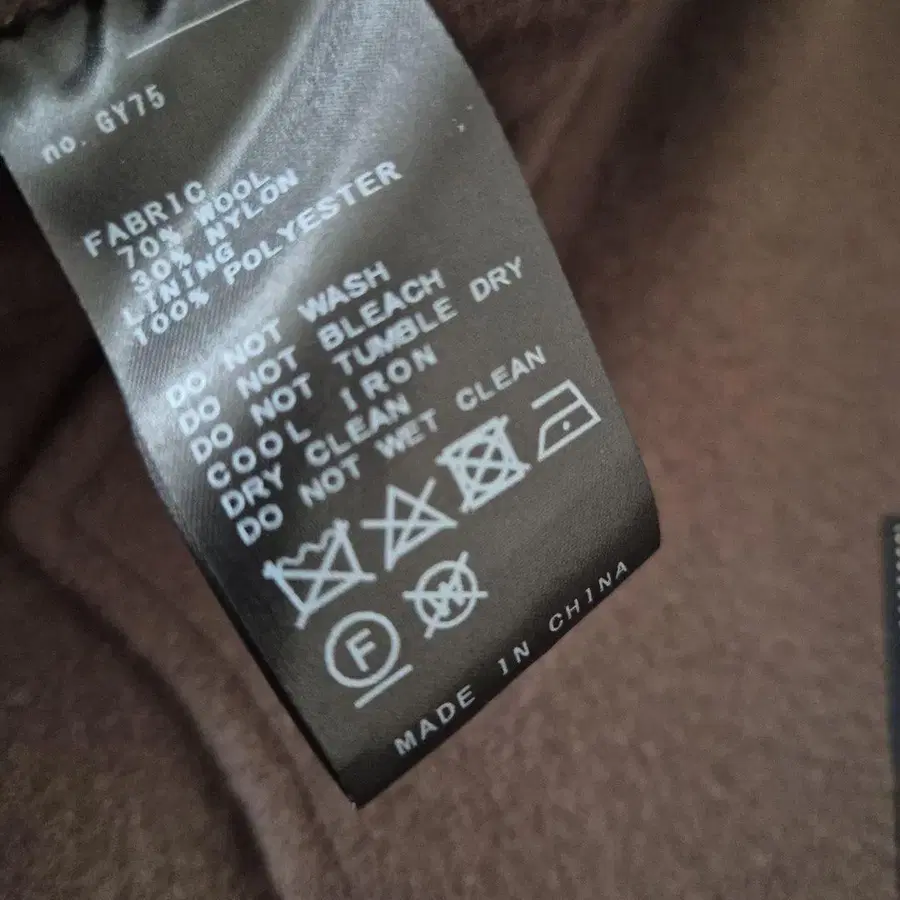 no. GY75
FABRIC
70% WOOL
30% NYLON
LINING
100% POLYESTER
DO NOT WASH
DO NOT BLEACH
DO NOT TUMBLE DRY
COOL IRON
DRY CLEAN
DO NOT WET CLEAN
W
F
MADE IN CHINA